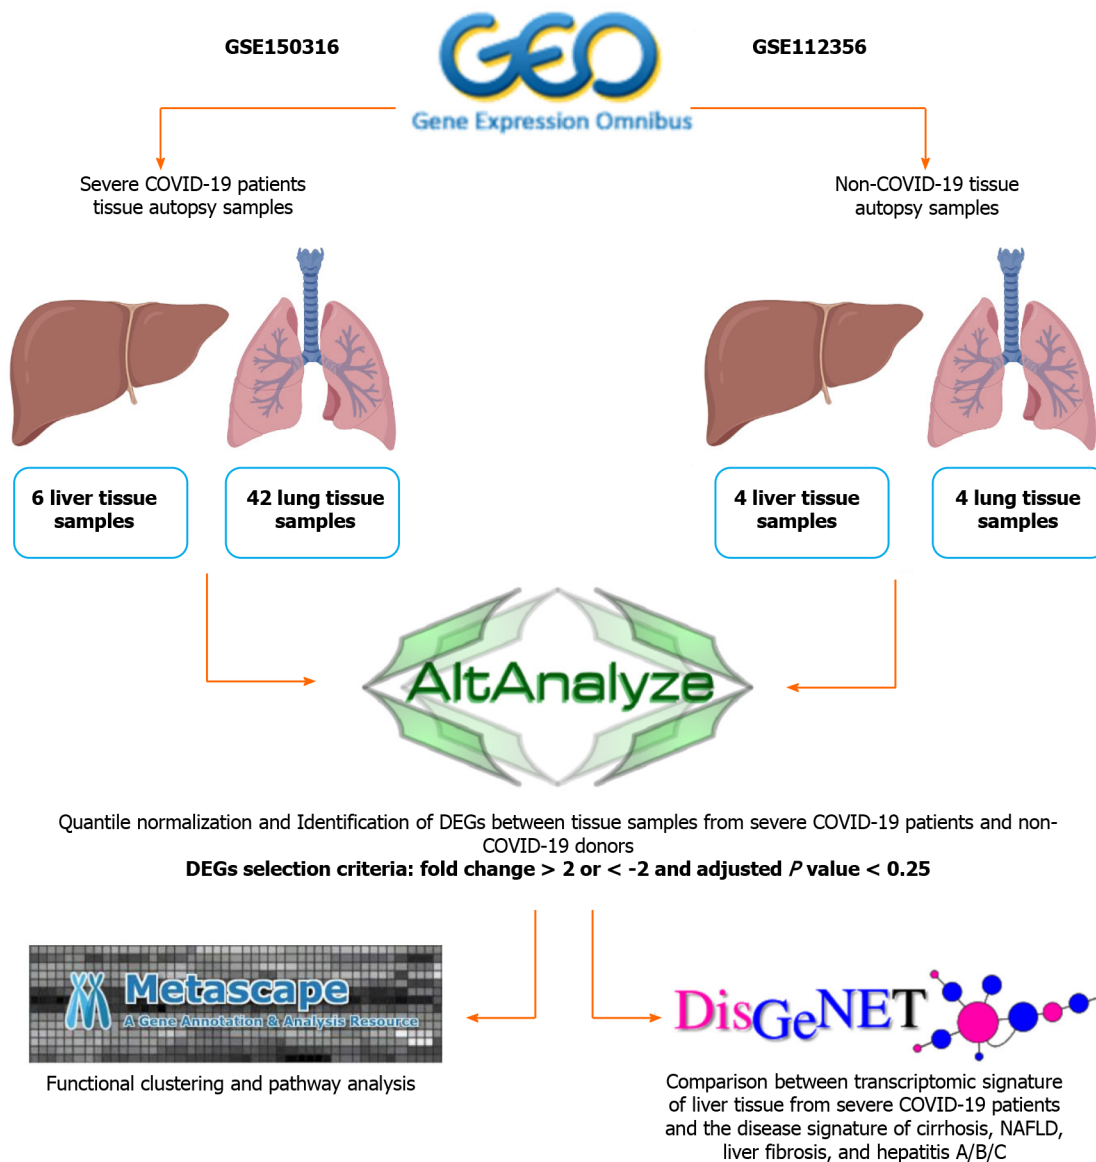 GSE150316
GEO
GSE112356
Gene Expression Omnibus
Severe COVID-19 patients
tissue autopsy samples
Non-COVID-19 tissue
autopsy samples
6 liver tissue
samples
42 lung tissue
samples
4 liver tissue
samples
4 lung tissue
samples
AltAnalyze
Quantile normalization and Identification of DEGs between tissue samples from severe COVID-19 patients and non-
COVID-19 donors
DEGs selection criteria: fold change > 2 or < -2 and adjusted P value < 0.25
Metascape
A Gene Annotation & Analysis Resource
Functional clustering and pathway analysis
DisGeNET
Comparison between transcriptomic signature
of liver tissue from severe COVID-19 patients
and the disease signature of cirrhosis, NAFLD,
liver fibrosis, and hepatitis A/B/C